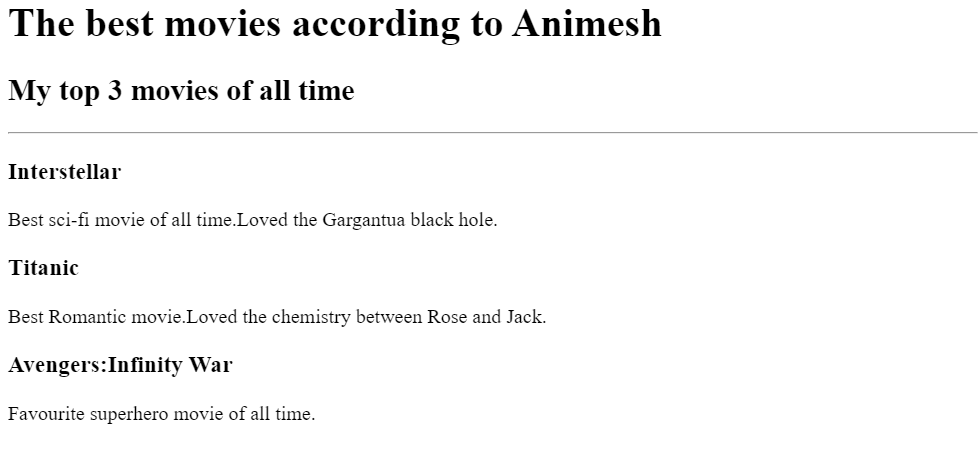 The best movies according to Animesh
My top 3 movies of all time
Interstellar
Best sci-fi movie of all time.Loved the Gargantua black hole.
Titanic
Best Romantic movie.Loved the chemistry between Rose and Jack.
Avengers:Infinity War
Favourite superhero movie of all time.